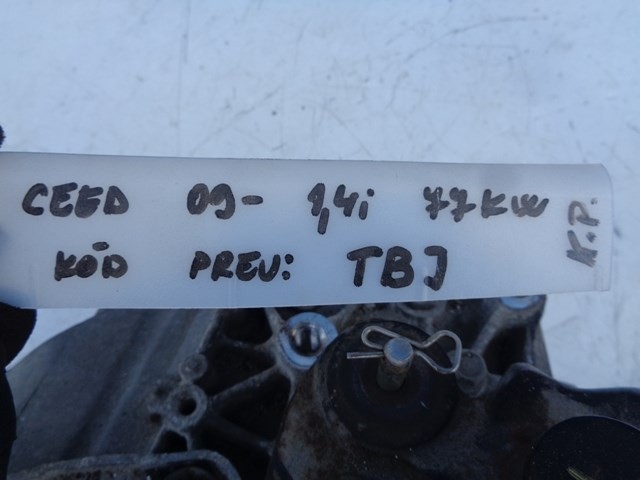 CEED 09- 1,4i 77kW
KÓD PREV: TBJ
K.P.